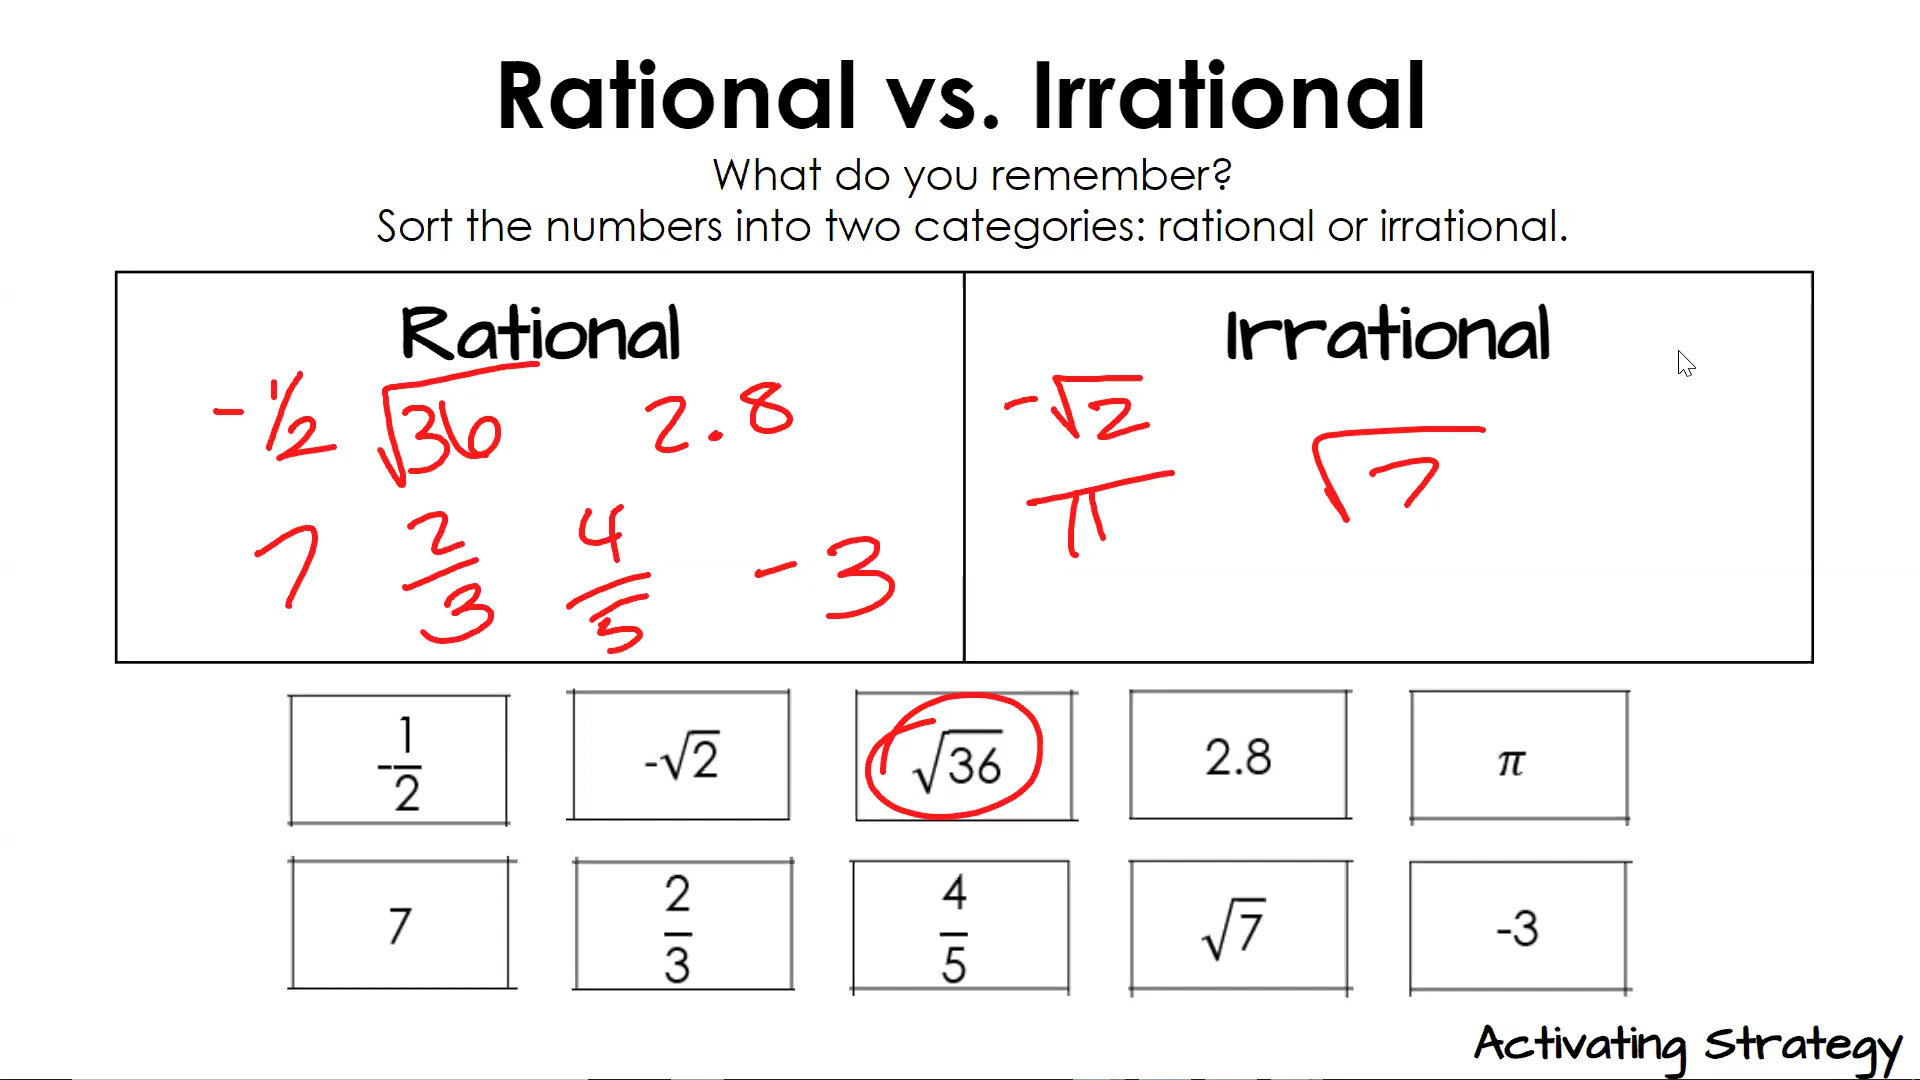 Rational vs. Irrational
What do you remember?
Sort the numbers into two categories: rational or irrational.
Rational
-1/2 √36 2.8
7 2/3 4/5 -3
Irrational
-√2 √7
π
-1/2 -√2 √36 2.8 π
7 2/3 4/5 √7 -3
Activating Strategy